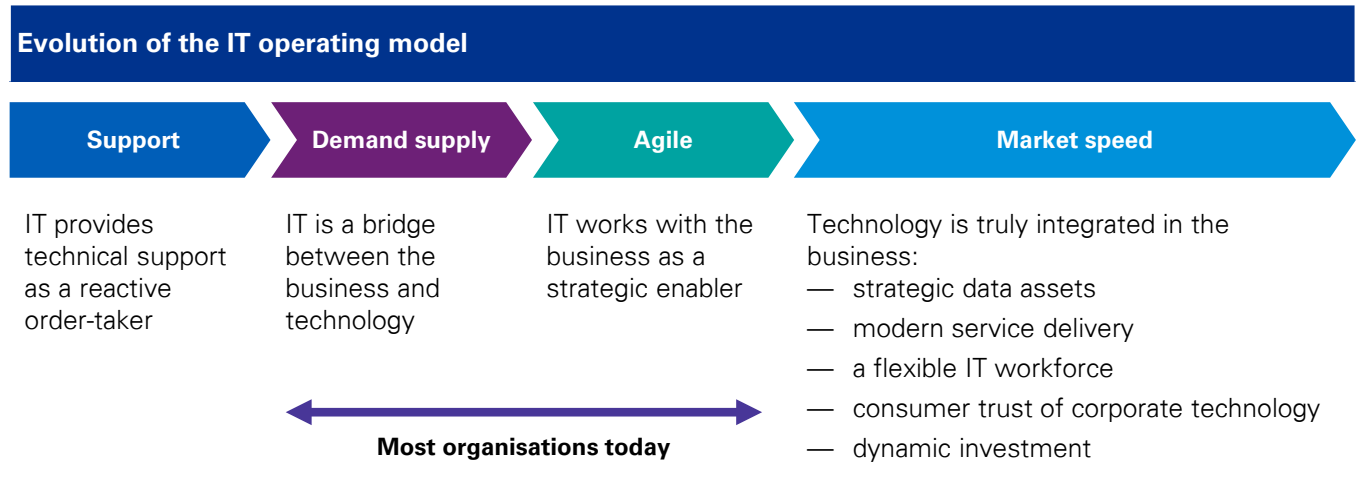 Evolution of the IT operating model
Support
Demand supply
Agile
Market speed
IT provides
technical support
as a reactive
order-taker
IT is a bridge
between the
business and
technology
IT works with the
business as a
strategic enabler
Technology is truly integrated in the
business:
— strategic data assets
— modern service delivery
— a flexible IT workforce
— consumer trust of corporate technology
— dynamic investment
Most organisations today